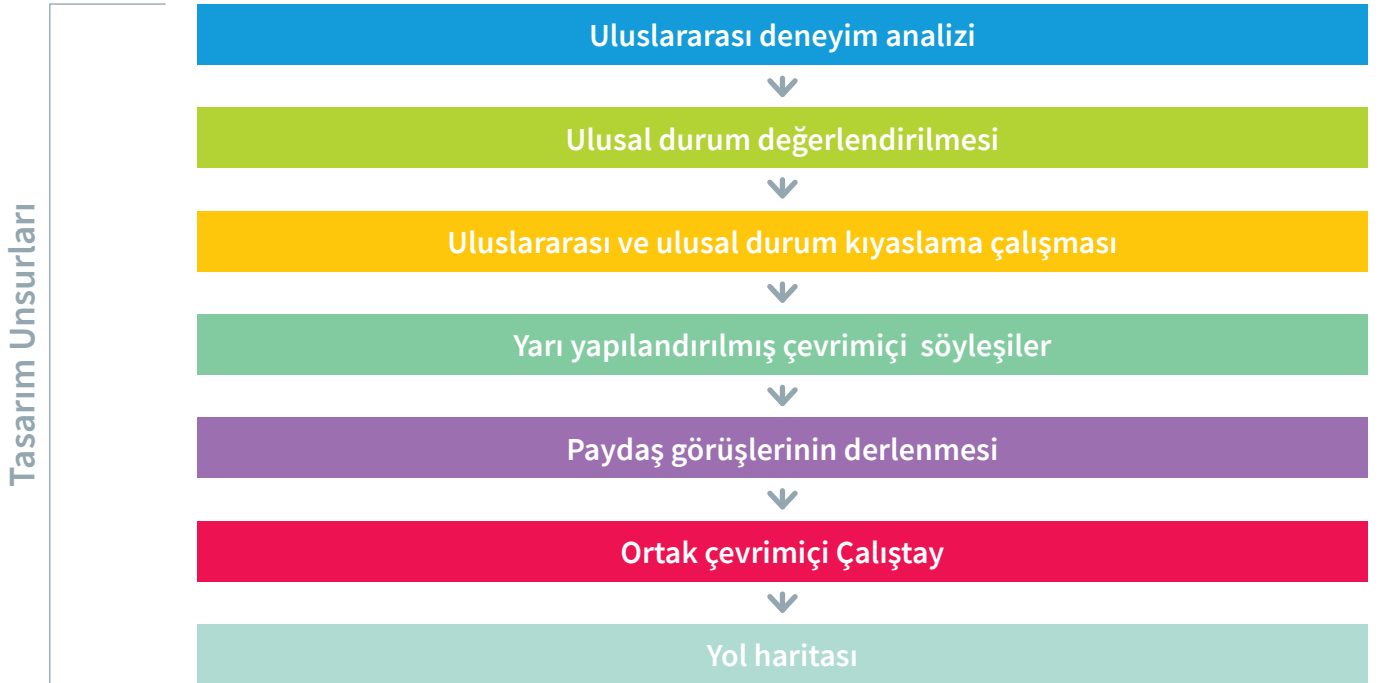 Tasarım Unsurları
Uluslararası deneyim analizi
Ulusal durum değerlendirilmesi
Uluslararası ve ulusal durum kıyaslama çalışması
Yarı yapılandırılmış çevrimiçi söyleşiler
Paydaş görüşlerinin derlenmesi
Ortak çevrimiçi Çalıştay
Yol haritası